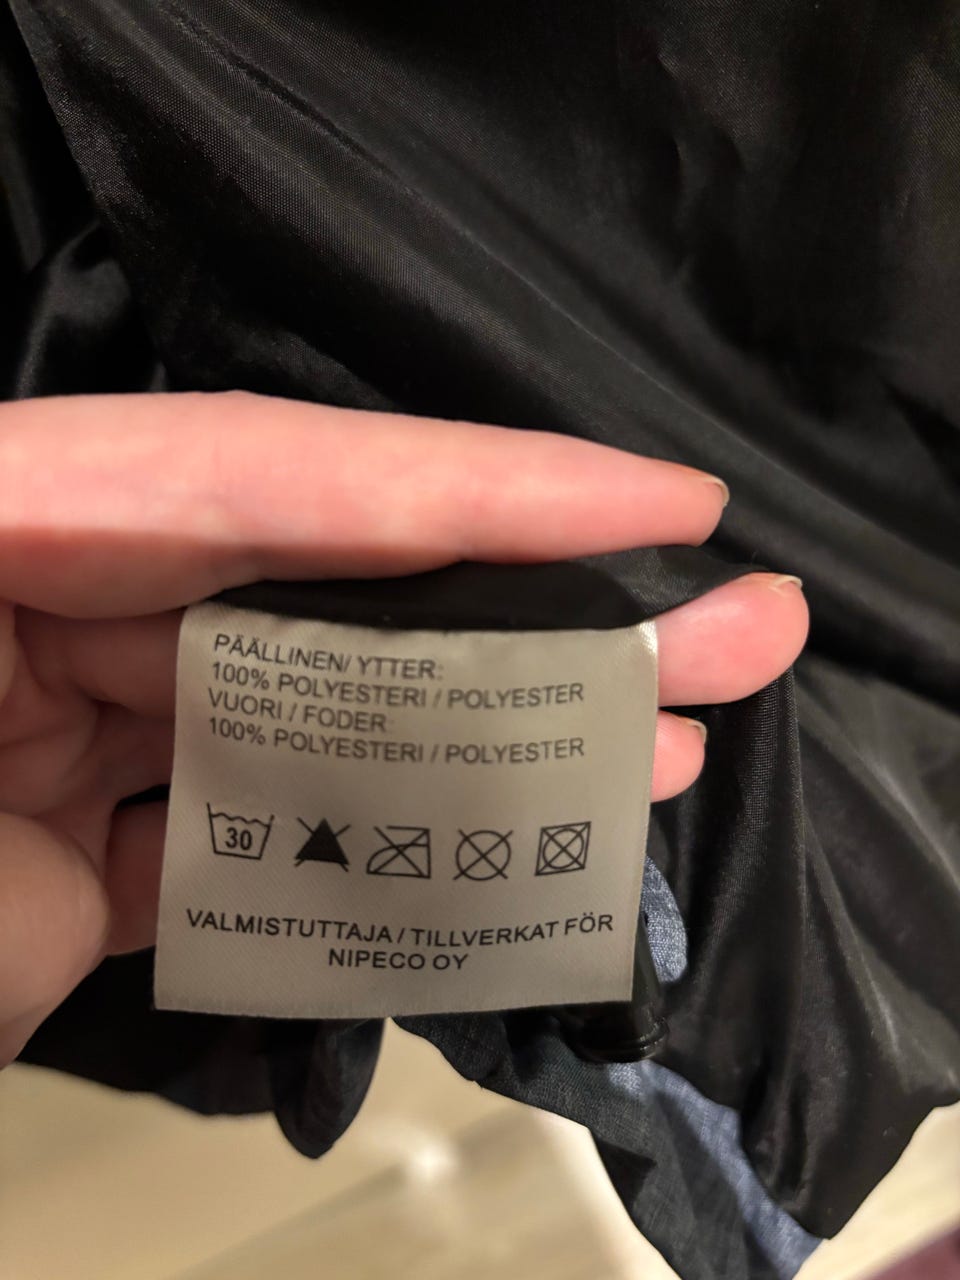 PÄÄLLINEN/ YTTER:
100% POLYESTERI / POLYESTER
VUORI / FODER:
100% POLYESTERI / POLYESTER
30
VALMISTUTTAJA / TILLVERKAT FÖR
NIPECO OY